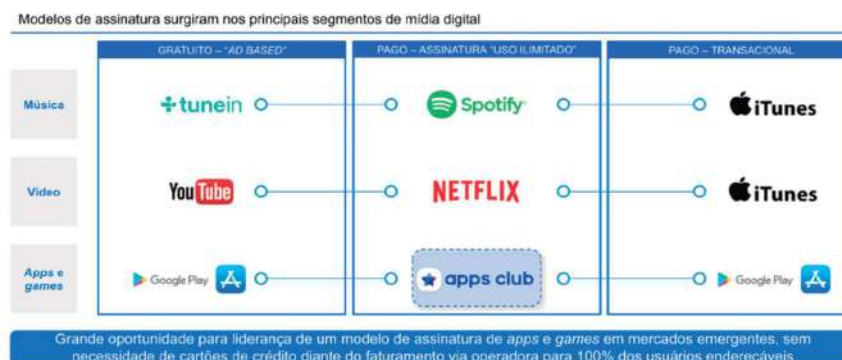 Modelos de assinatura surgiram nos principais segmentos de mídia digital
GRATUITO – "AD BASED"
PAGO – ASSINATURA "USO ILIMITADO"
PAGO – TRANSACIONAL
Música
tunein
Spotify
iTunes
Vídeo
YouTube
NETFLIX
iTunes
Apps e
games
Google Play
apps club
Google Play
Grande oportunidade para liderança de um modelo de assinatura de apps e games em mercados emergentes, sem
necessidade de cartões de crédito diante do faturamento via operadora para 100% dos usuários endereçáveis